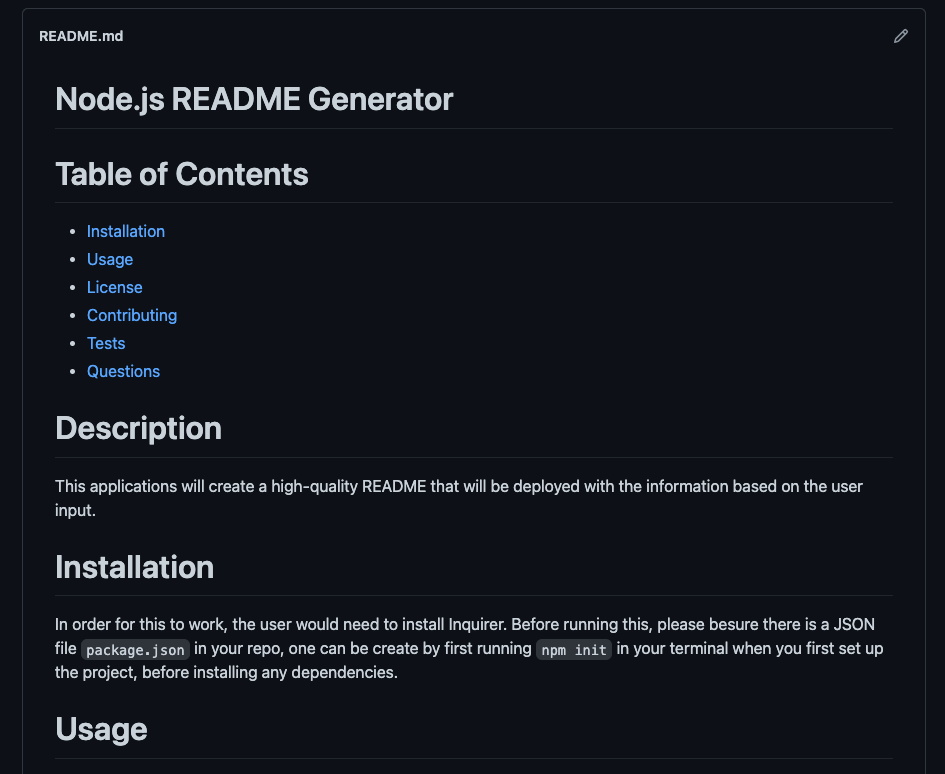 README.md
Node.js README Generator
Table of Contents
Installation
Usage
License
Contributing
Tests
Questions
Description
This applications will create a high-quality README that will be deployed with the information based on the user
input.
Installation
In order for this to work, the user would need to install Inquirer. Before running this, please besure there is a JSON
file package.json in your repo, one can be create by first running npm init in your terminal when you first set up
the project, before installing any dependencies.
Usage